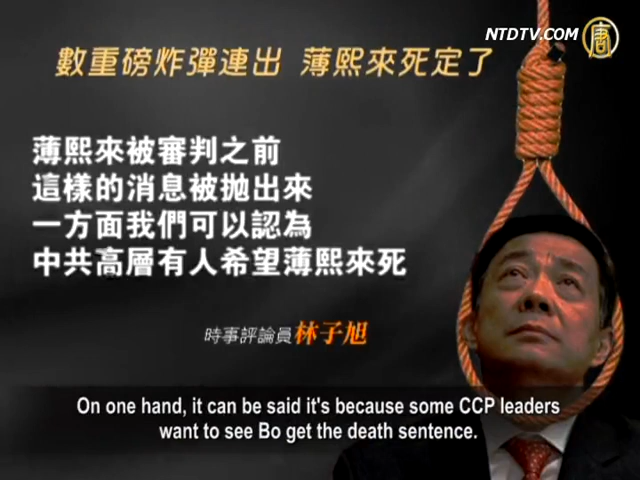 NTDTV.COM
唐
數重磅炸彈連出 薄熙來死定了
薄熙來被審判之前
這樣的消息被拋出來
一方面我們可以認為
中共高層有人希望薄熙來死
時事評論員林子旭
On one hand, it can be said it's because some CCP leaders
want to see Bo get the death sentence.